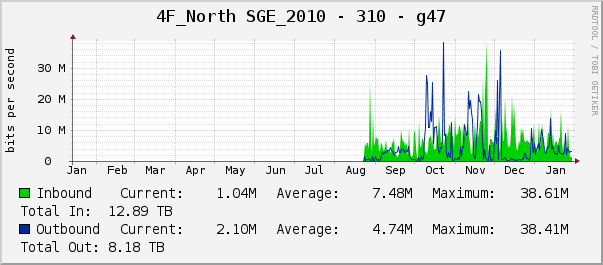 4F_North SGE_2010 - 310 - g47
RRDTOOL / TOBI OETIKER
bits per second
30 M
20 M
10 M
0
Jan Feb Mar Apr May Jun Jul Aug Sep Oct Nov Dec Jan
Inbound Current: 1.04M Average: 7.48M Maximum: 38.61M
Total In: 12.89 TB
Outbound Current: 2.10M Average: 4.74M Maximum: 38.41M
Total Out: 8.18 TB